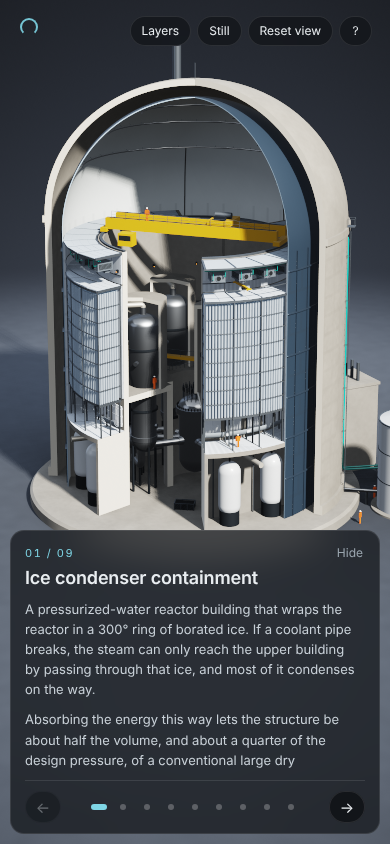 Layers Still Reset view ?
01 / 09 Hide
Ice condenser containment
A pressurized-water reactor building that wraps the
reactor in a 300° ring of borated ice. If a coolant pipe
breaks, the steam can only reach the upper building
by passing through that ice, and most of it condenses
on the way.
Absorbing the energy this way lets the structure be
about half the volume, and about a quarter of the
design pressure, of a conventional large dry
← →